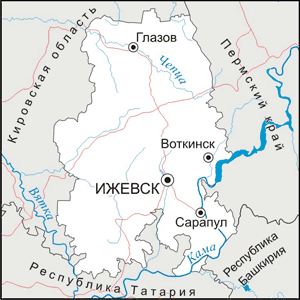 Глазов
Чепца
Кировская область
Пермский край
Воткинск
ИЖЕВСК
Вятка
Сарапул
Кама
Республика
Башкирия
Республика Татария